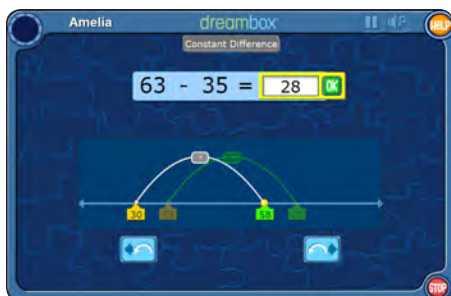 Amelia
dreambox
HELP
Constant Difference
63 - 35 = 28 OK
?
30
58
STOP